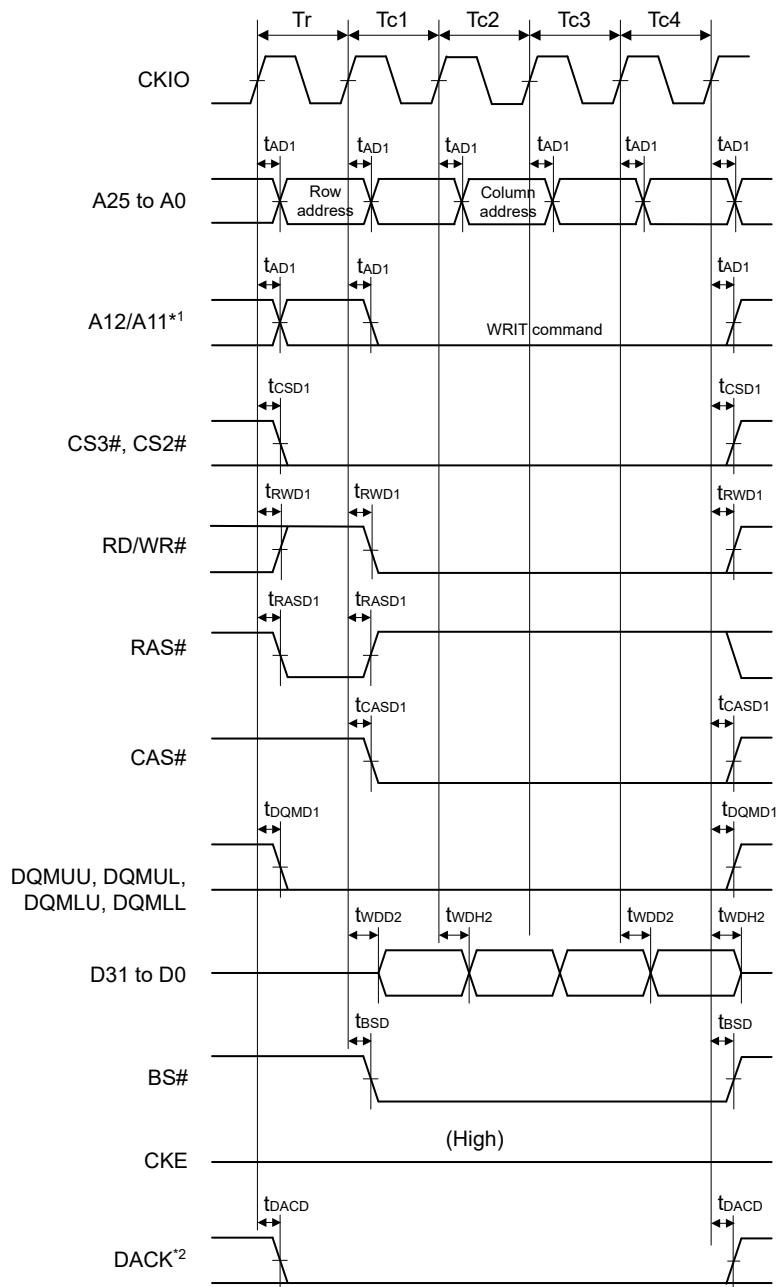 Tr Tc1 Tc2 Tc3 Tc4
CKIO
tAD1 tAD1 tAD1 tAD1 tAD1 tAD1
A25 to A0
Row address
Column address
tAD1 tAD1 tAD1
A12/A11*1
WRIT command
tCSD1 tCSD1
CS3#, CS2#
tRWD1 tRWD1 tRWD1
RD/WR#
tRASD1 tRASD1
RAS#
tCASD1 tCASD1
CAS#
tDQMD1 tDQMD1
DQMUU, DQMUL,
DQMLU, DQMLL
tWDD2 tWDH2 tWDD2 tWDH2
D31 to D0
tBSD tBSD
BS#
(High)
CKE
tDACD tDACD
DACK*2